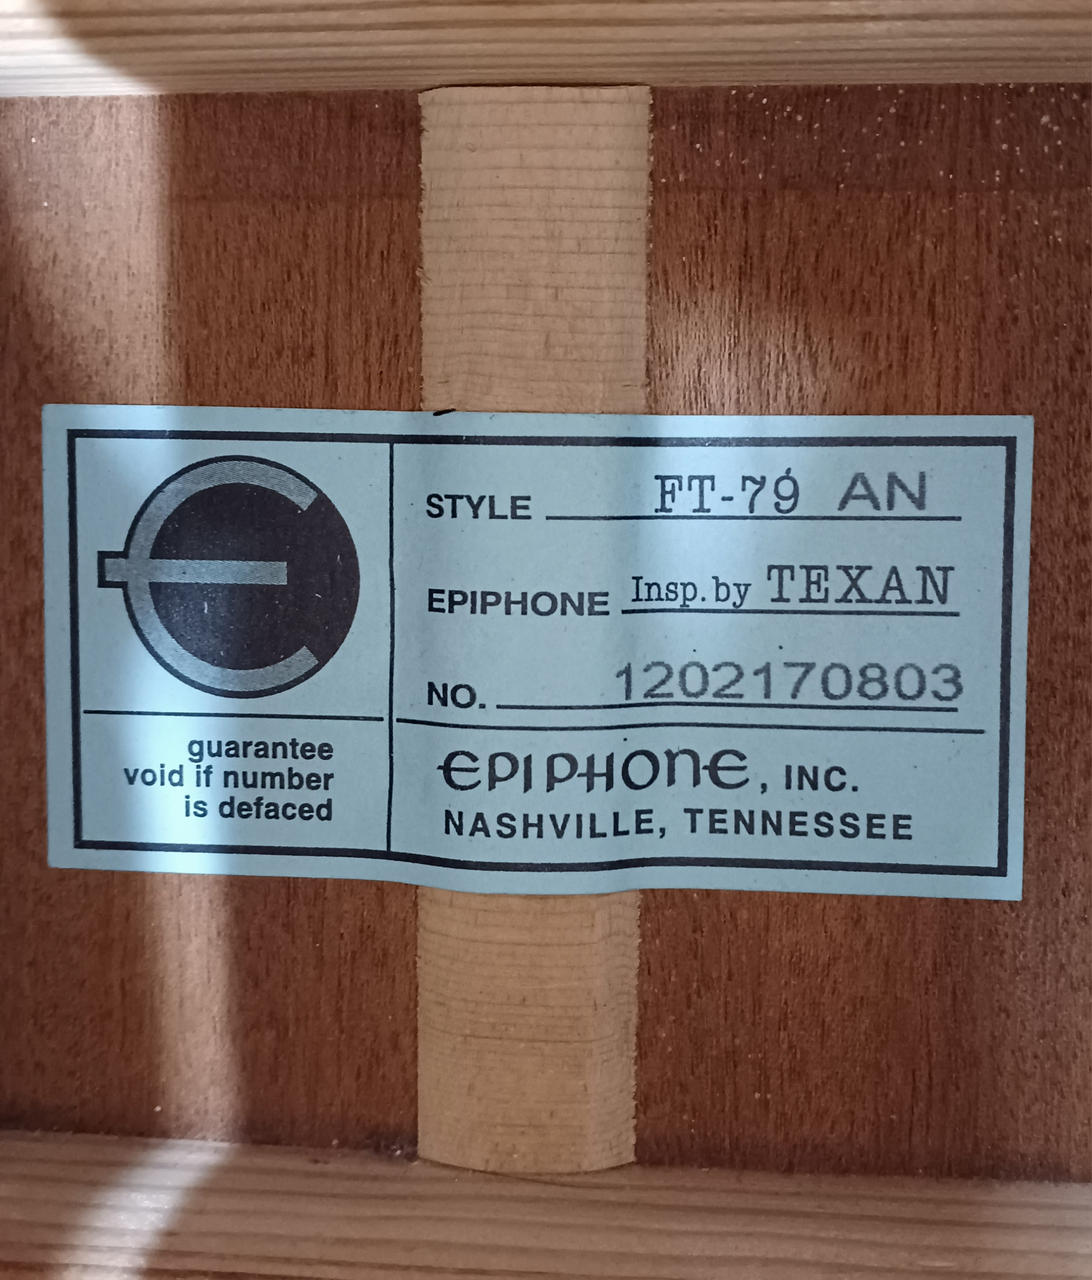 STYLE FT-79 AN
EPIPHONE Insp. by TEXAN
NO. 1202170803
guarantee
void if number
is defaced
EPIPHONE, INC.
NASHVILLE, TENNESSEE